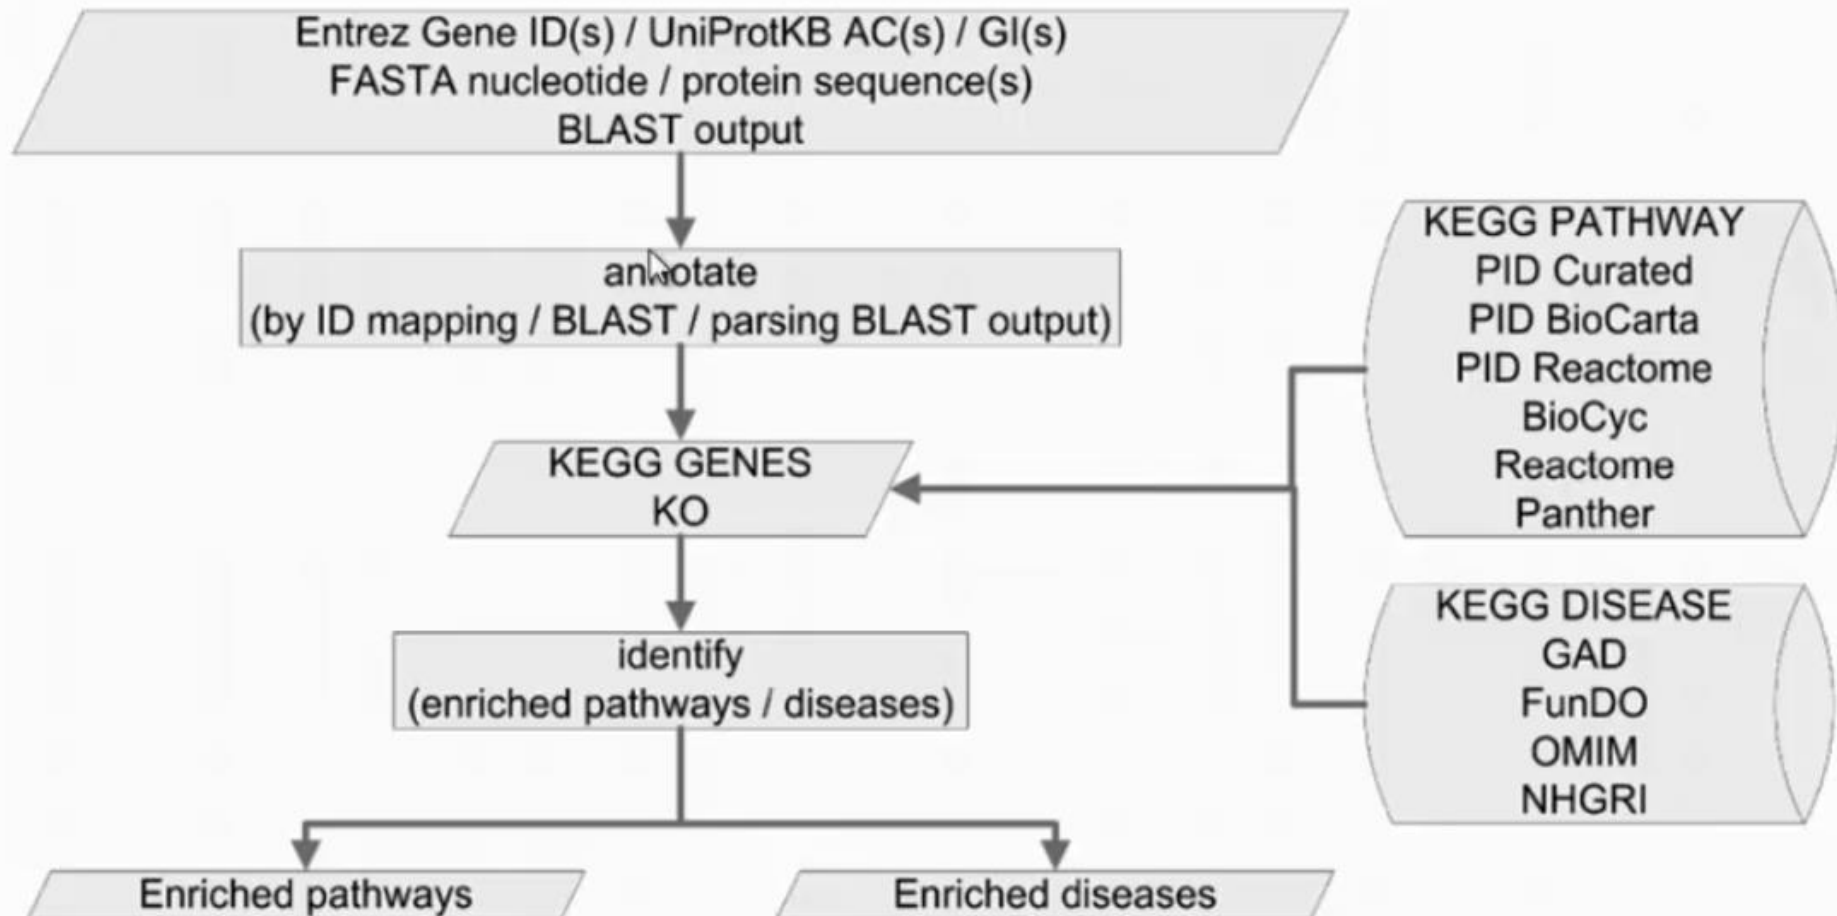 Entrez Gene ID(s) / UniProtKB AC(s) / GI(s)
FASTA nucleotide / protein sequence(s)
BLAST output
annotate
(by ID mapping / BLAST / parsing BLAST output)
KEGG GENES
KO
identify
(enriched pathways / diseases)
Enriched pathways
Enriched diseases
KEGG PATHWAY
PID Curated
PID BioCarta
PID Reactome
BioCyc
Reactome
Panther
KEGG DISEASE
GAD
FunDO
OMIM
NHGRI